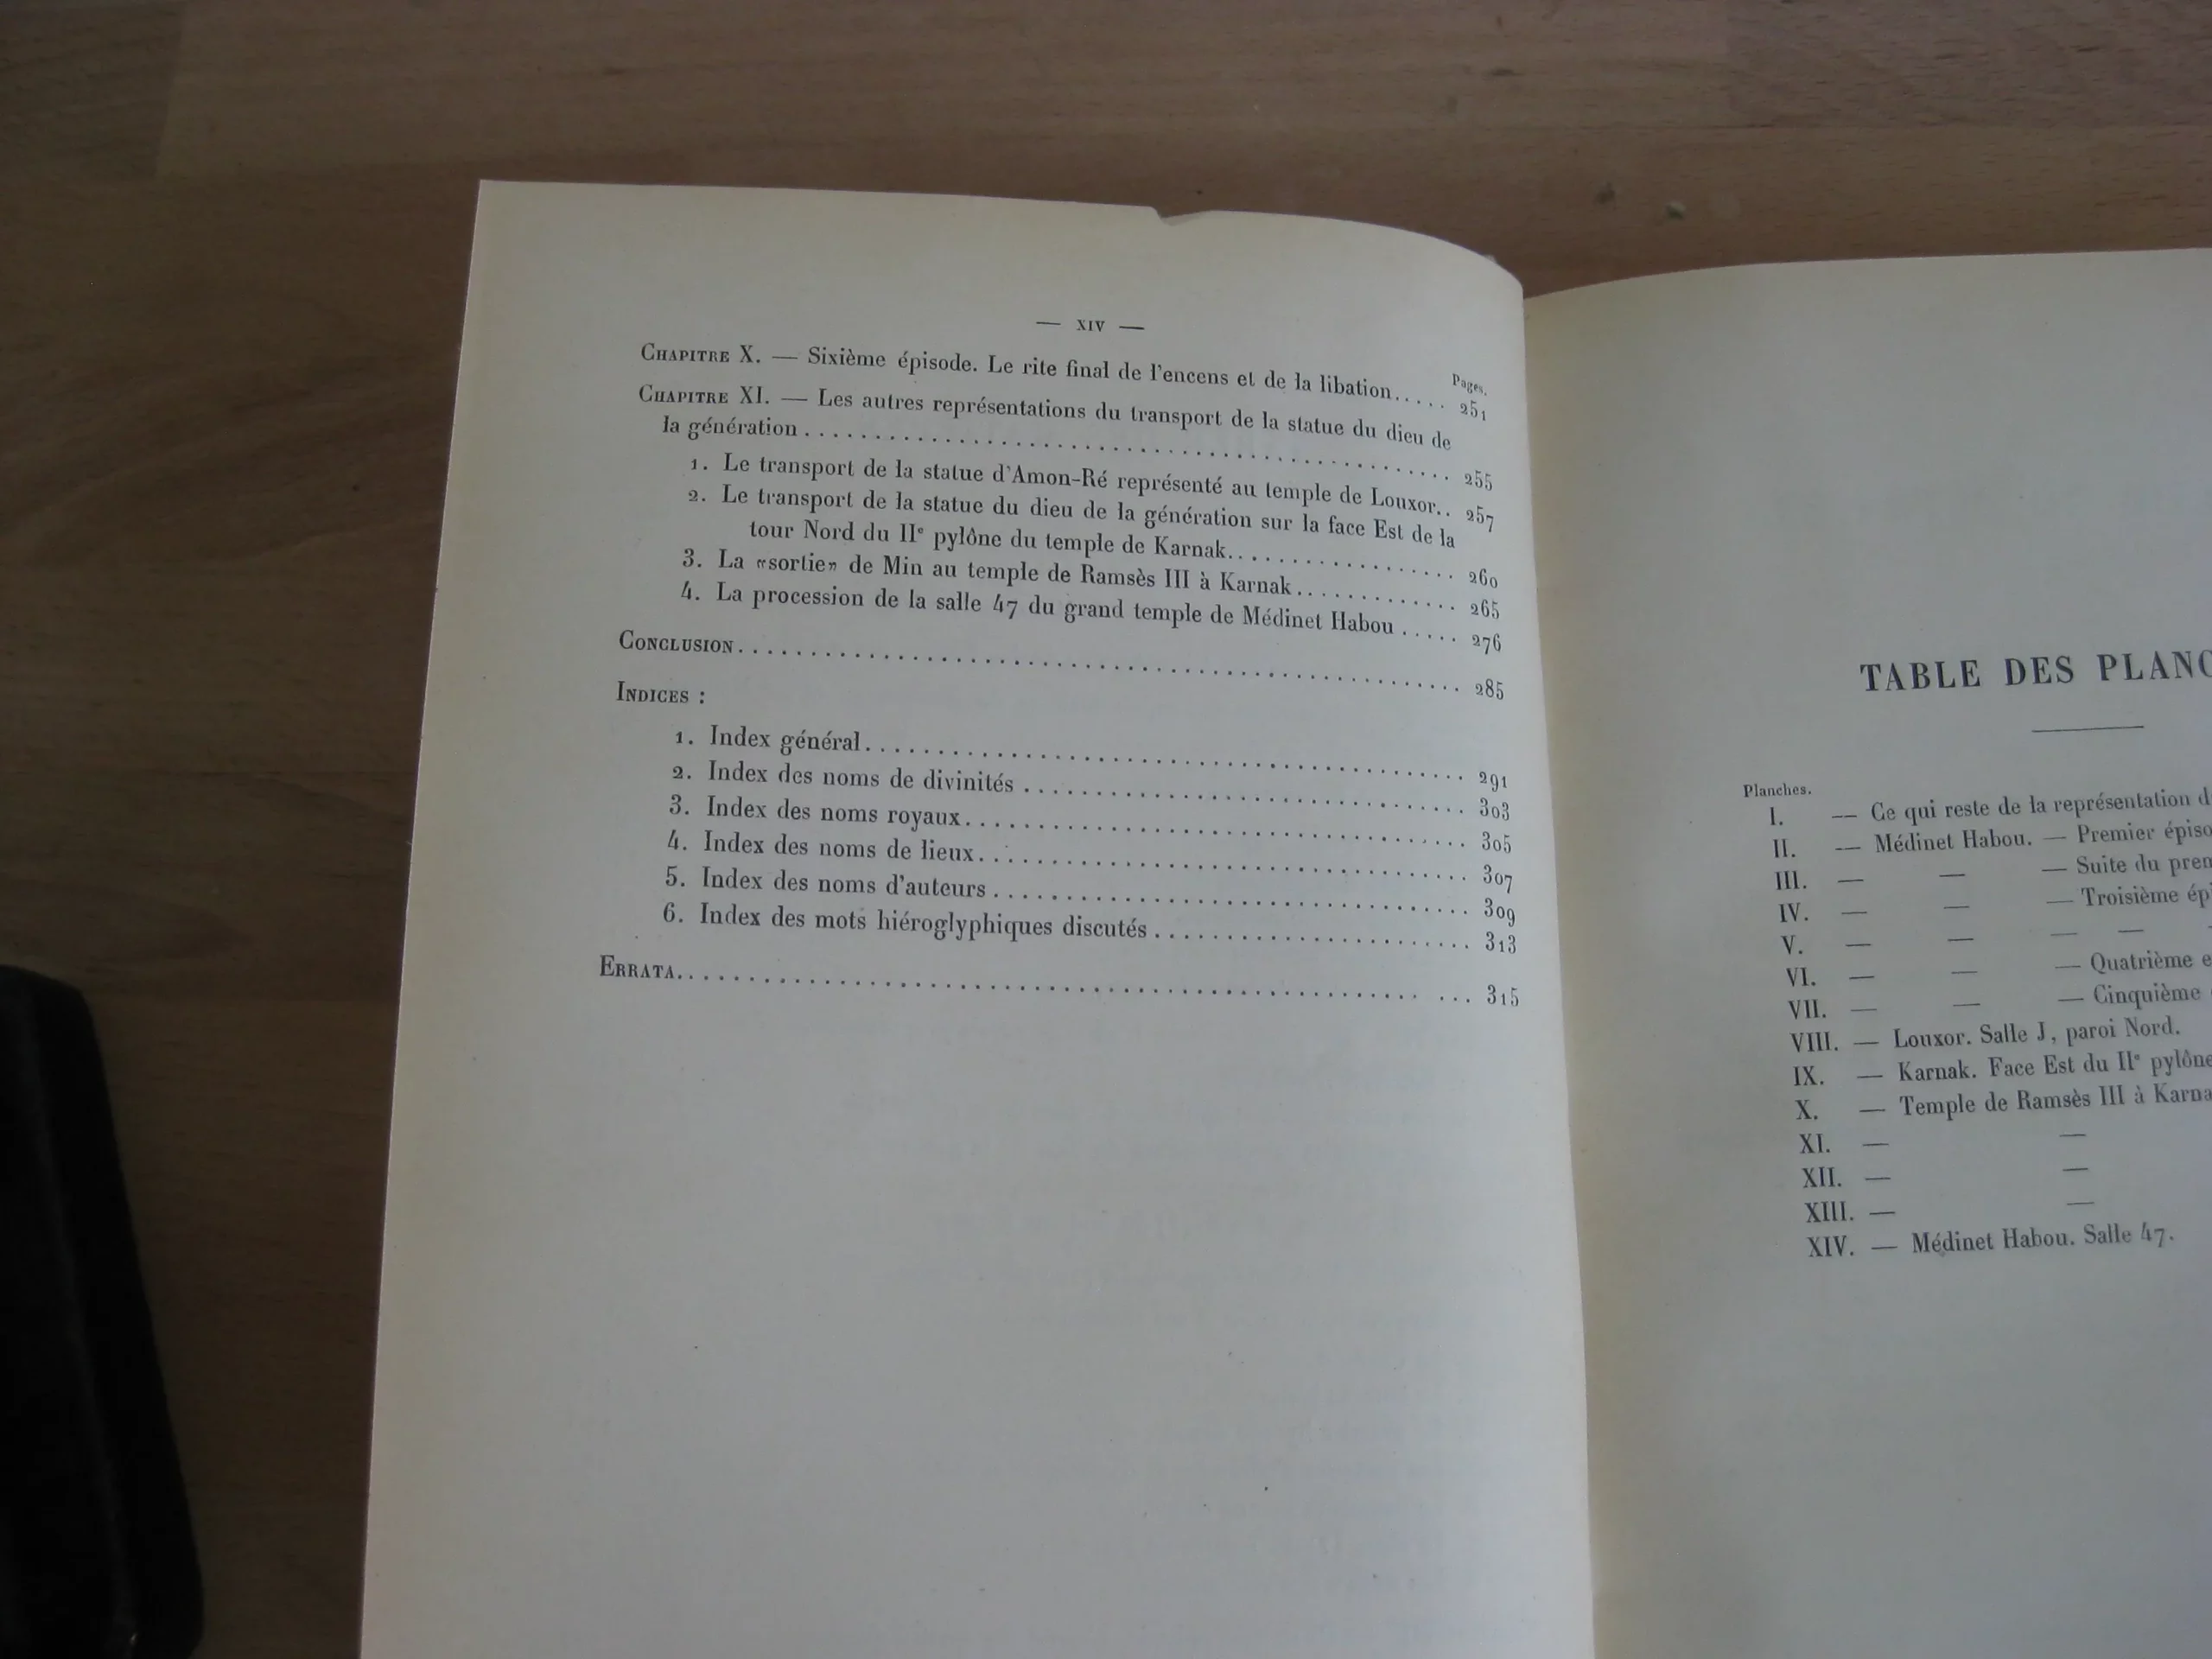 — XIV —
Pages.
Chapitre X. — Sixième épisode. Le rite final de l'encens et de la libation..... 251
Chapitre XI. — Les autres représentations du transport de la statue du dieu de
la génération ........................................ 255
1. Le transport de la statue d'Amon-Ré représenté au temple de Louxor.. 257
2. Le transport de la statue du dieu de la génération sur la face Est de la
tour Nord du IIe pylône du temple de Karnak................. 260
3. La «sortie» de Min au temple de Ramsès III à Karnak............. 265
4. La procession de la salle 47 du grand temple de Médinet Habou ..... 276
Conclusion.................................................. 285
Indices :
1. Index général.......................................... 291
2. Index des noms de divinités ............................... 303
3. Index des noms royaux................................... 305
4. Index des noms de lieux.................................. 307
5. Index des noms d'auteurs ................................. 309
6. Index des mots hiéroglyphiques discutés ...................... 313
Errata...................................................... 315
TABLE DES
Planches.
I. — Ce qui reste de la représentation
II. — Médinet Habou. — Premier
III. — — — Suite du
IV. — — — Troisième
V. — — — — 
VI. — — — Quatrième
VII. — — — Cinquième
VIII. — Louxor. Salle J, paroi Nord.
IX. — Karnak. Face Est du IIe pylône
X. — Temple de Ramsès III à
XI. — —
XII. — —
XIII. — —
XIV. — Médinet Habou. Salle 47.